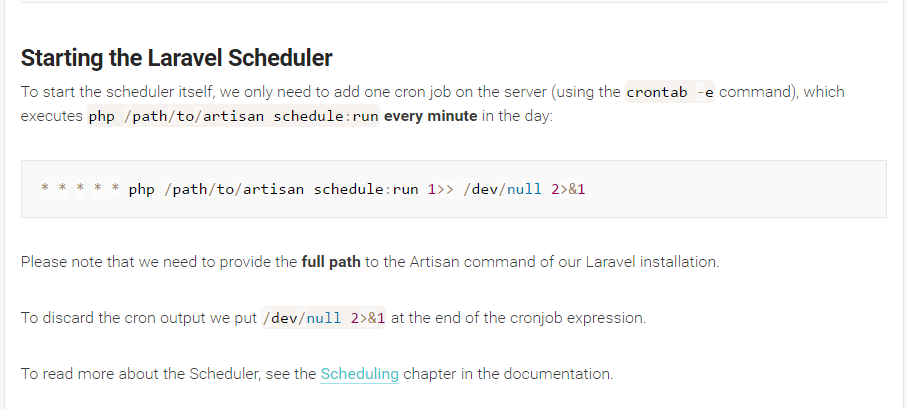 Starting the Laravel Scheduler
To start the scheduler itself, we only need to add one cron job on the server (using the crontab -e command), which
executes php /path/to/artisan schedule:run every minute in the day:
* * * * * php /path/to/artisan schedule:run 1>> /dev/null 2>&1
Please note that we need to provide the full path to the Artisan command of our Laravel installation.
To discard the cron output we put /dev/null 2>&1 at the end of the cronjob expression.
To read more about the Scheduler, see the Scheduling chapter in the documentation.